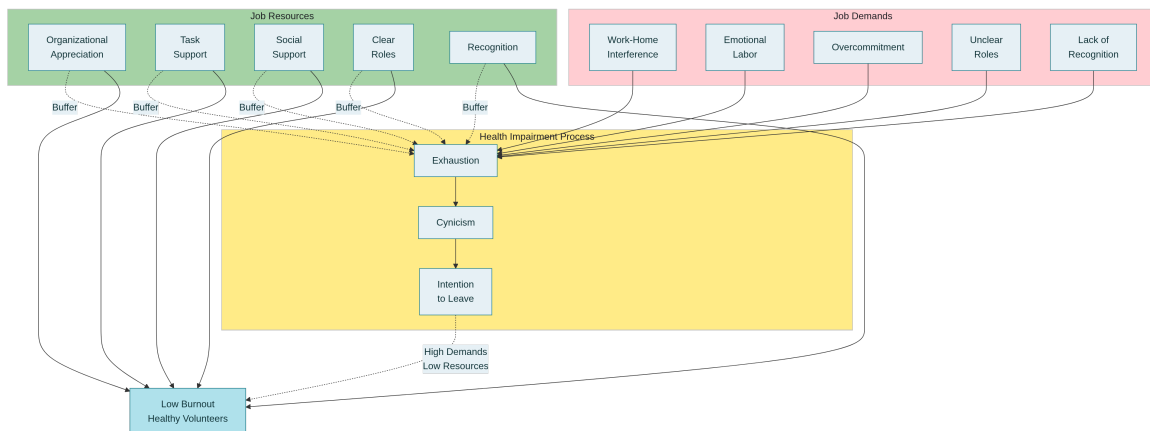 Job Resources
Job Demands
Organizational
Appreciation
Task
Support
Social
Support
Clear
Roles
Recognition
Work-Home
Interference
Emotional
Labor
Overcommitment
Unclear
Roles
Lack of
Recognition
Buffer
Buffer
Buffer
Buffer
Buffer
Health Impairment Process
Exhaustion
Cynicism
Intention
to Leave
High Demands
Low Resources
Low Burnout
Healthy Volunteers